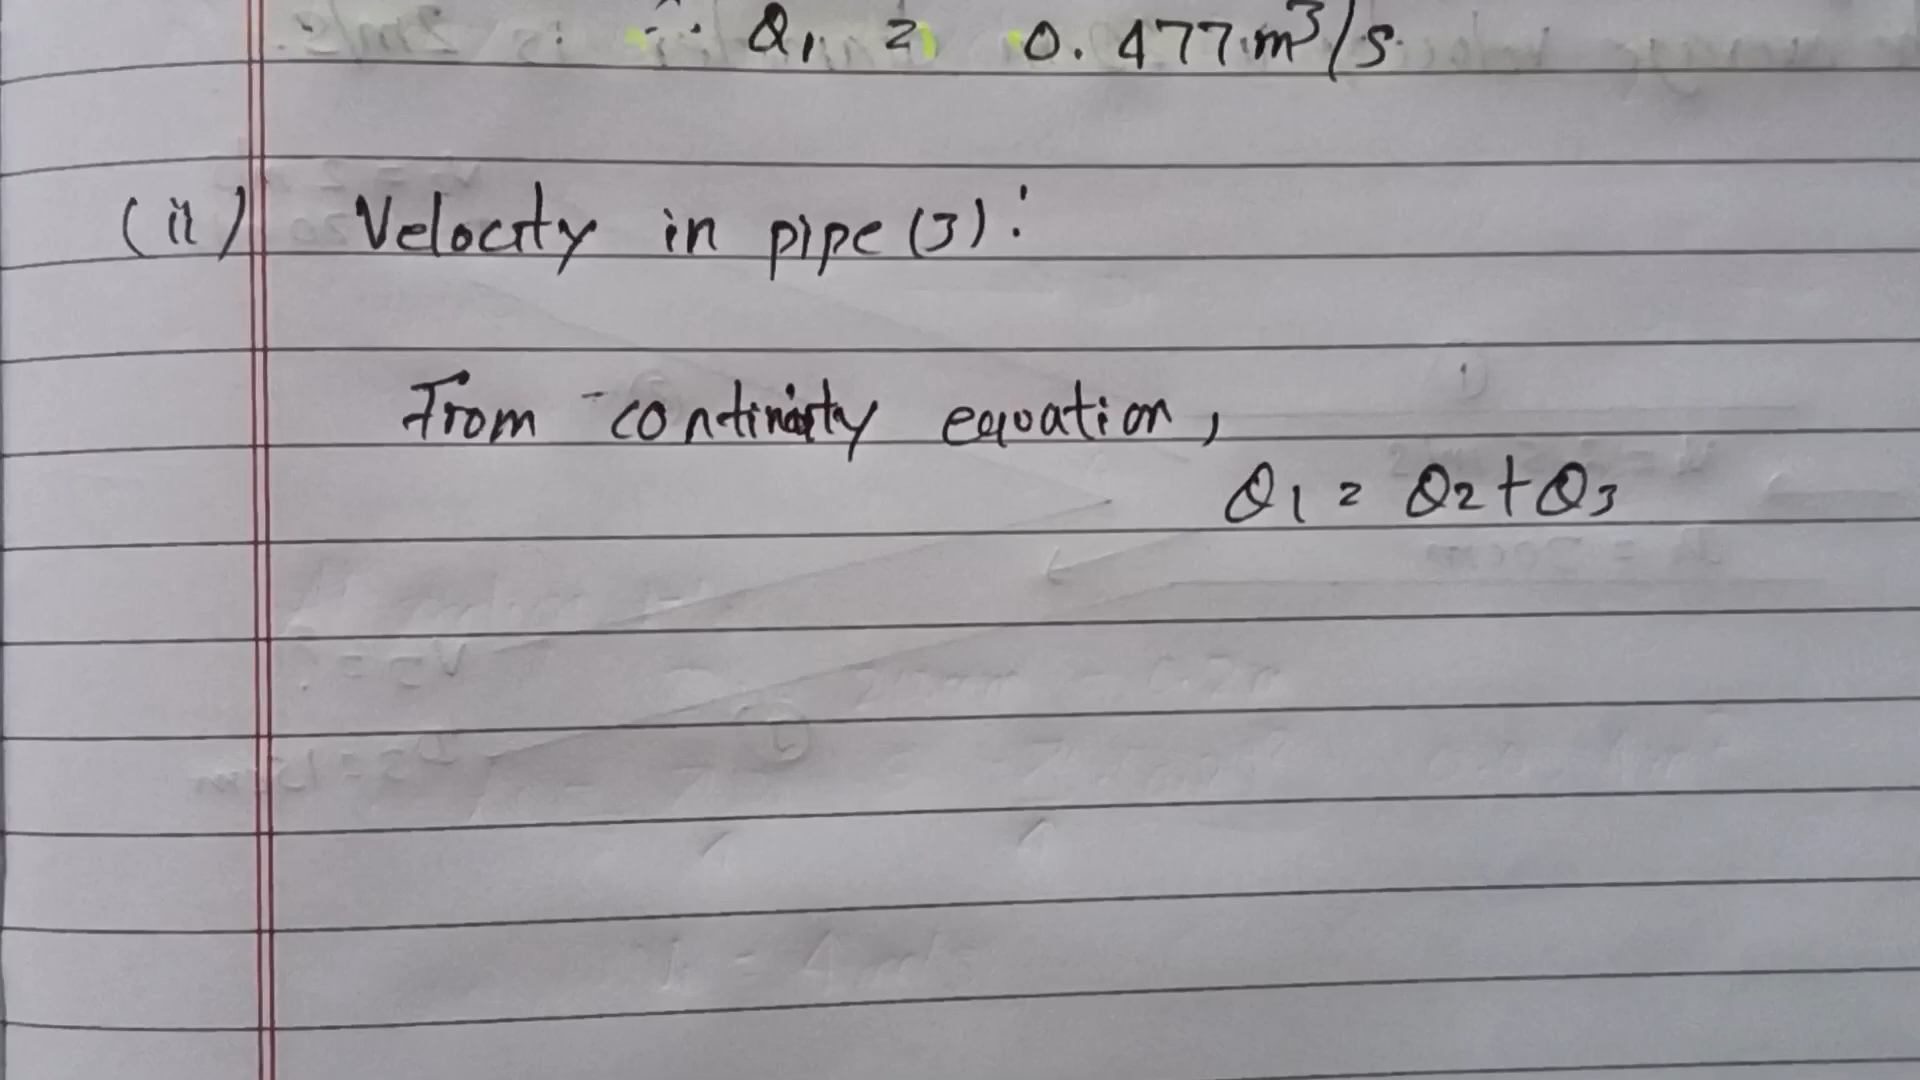 ∴ Q₁ = 0.477 m³/s
(ii) Velocity in pipe (3):
From continuity equation,
Q₁ = Q₂ + Q₃